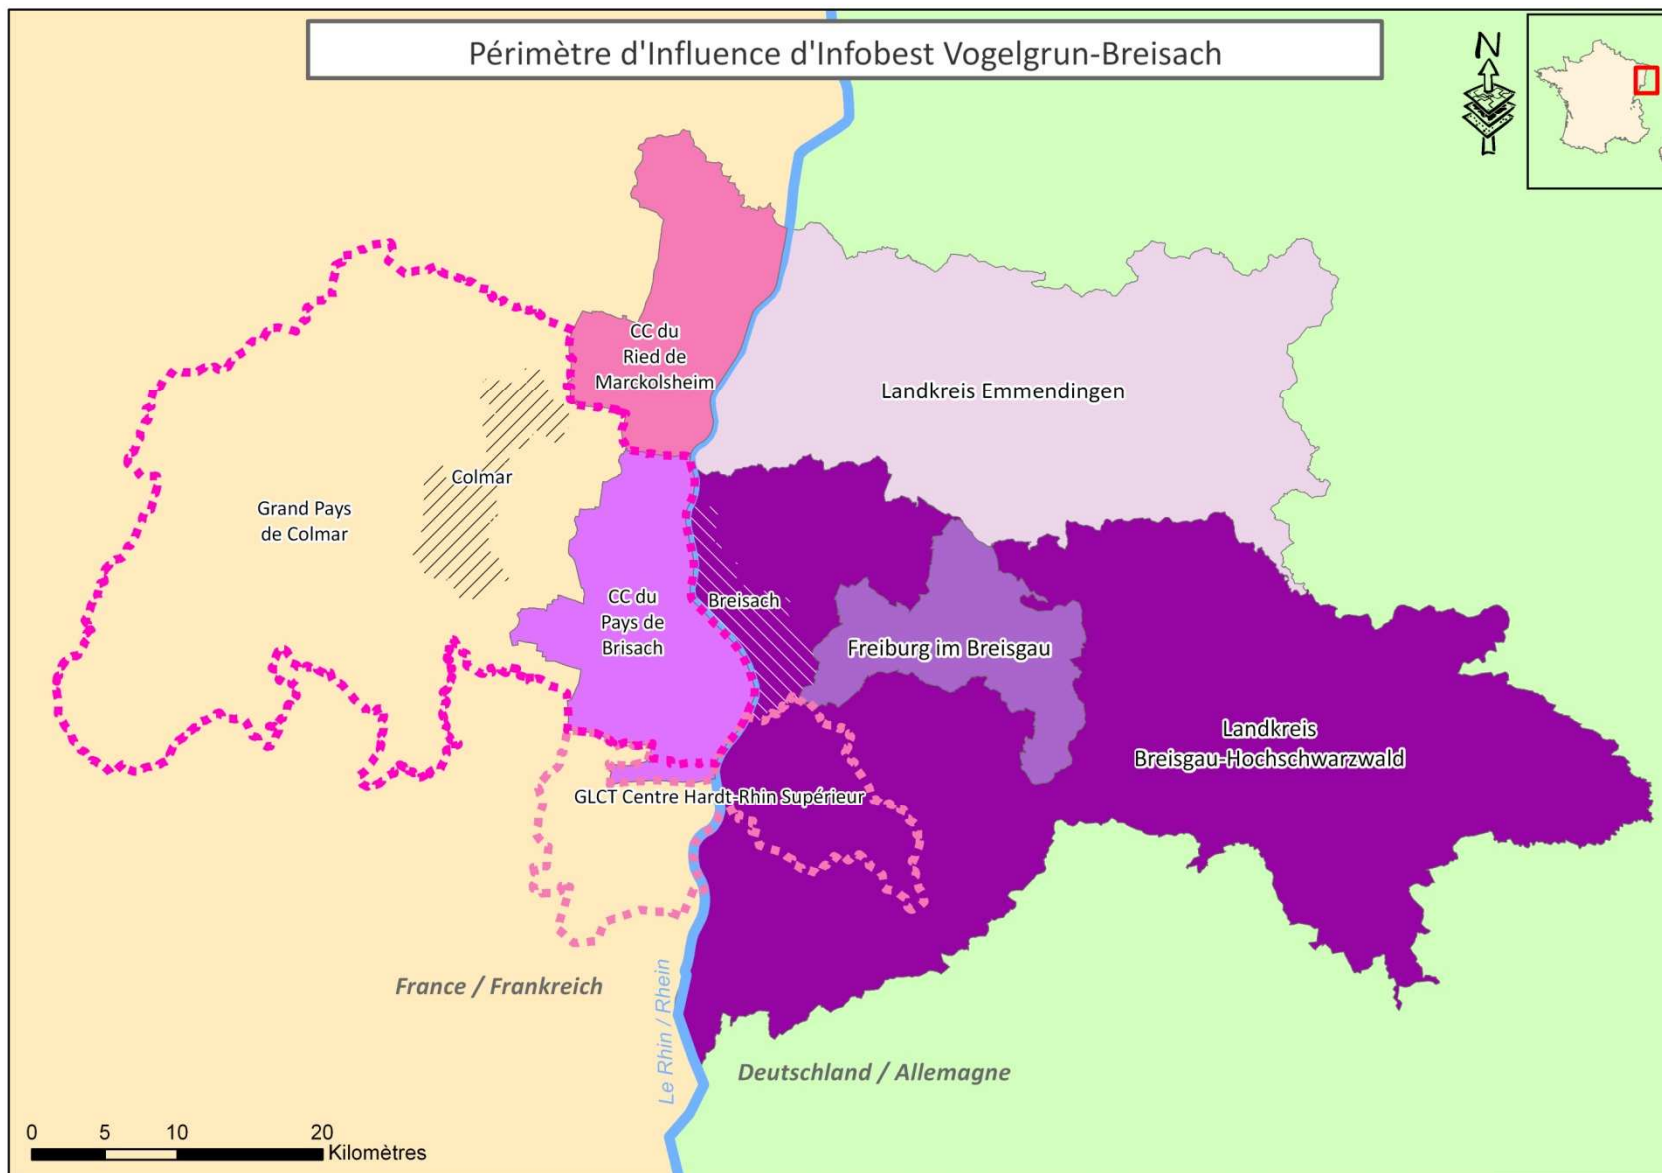 Périmètre d'Influence d'Infobest Vogelgrun-Breisach
N
CC du
Ried de
Marckolsheim
Landkreis Emmendingen
Colmar
Grand Pays
de Colmar
CC du
Pays de
Brisach
Breisach
Freiburg im Breisgau
Landkreis
Breisgau-Hochschwarzwald
GLCT Centre Hardt-Rhin Supérieur
France / Frankreich
Le Rhin / Rhein
Deutschland / Allemagne
0 5 10 20
Kilomètres